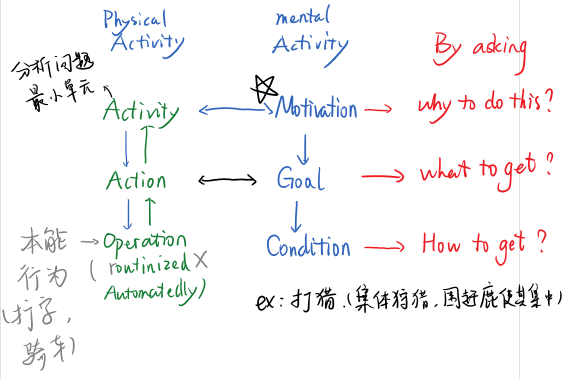 Physical Activity
mental Activity
By asking
分析问题
最小单元
Activity
Motivation
why to do this?
Action
Goal
what to get?
本能
行为
(打字,
骑车)
Operation
( routinized X
Automatedly)
Condition
How to get?
ex: 打猎.(集体狩猎,围赶鹿使其集中)